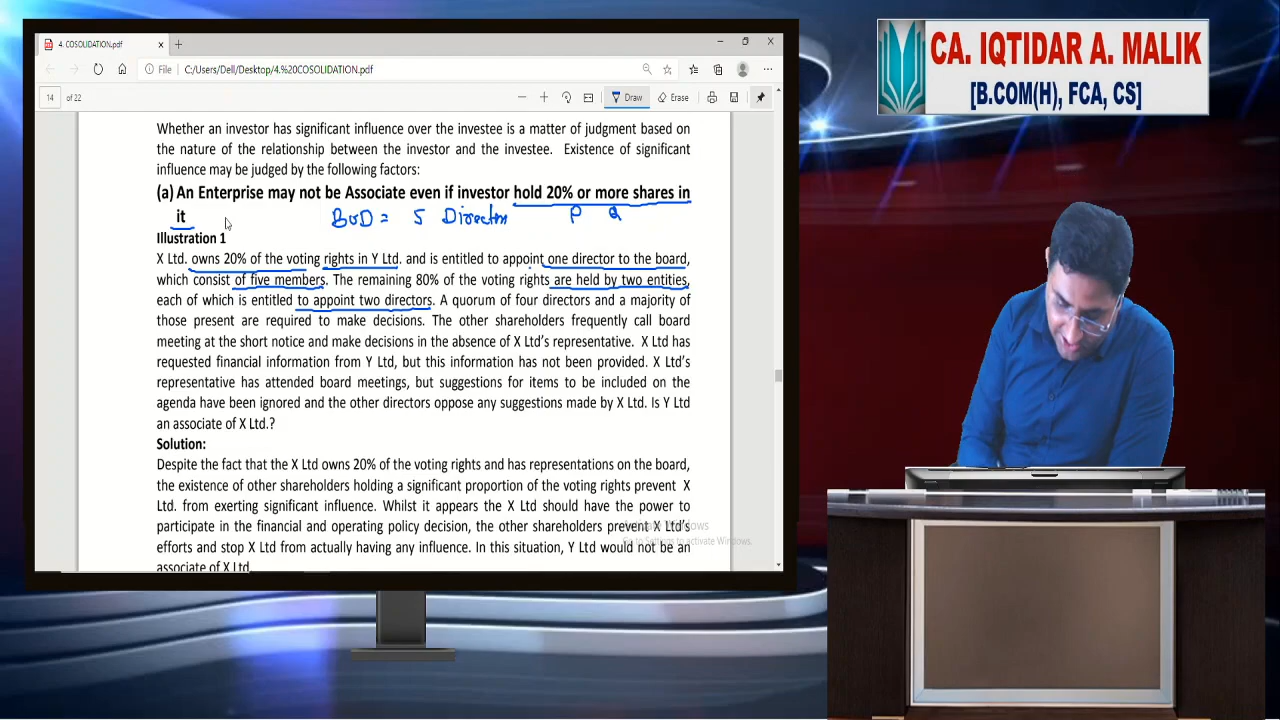 4. COSOLIDATION.pdf
File C:/Users/Dell/Desktop/4.%20COSOLIDATION.pdf
14 of 22 Draw Erase
CA. IQTIDAR A. MALIK
[B.COM(H), FCA, CS]
Whether an investor has significant influence over the investee is a matter of judgment based on
the nature of the relationship between the investor and the investee. Existence of significant
influence may be judged by the following factors:
(a) An Enterprise may not be Associate even if investor hold 20% or more shares in
it
BOD = 5 Directors P Q
Illustration 1
X Ltd. owns 20% of the voting rights in Y Ltd. and is entitled to appoint one director to the board,
which consist of five members. The remaining 80% of the voting rights are held by two entities,
each of which is entitled to appoint two directors. A quorum of four directors and a majority of
those present are required to make decisions. The other shareholders frequently call board
meeting at the short notice and make decisions in the absence of X Ltd's representative. X Ltd has
requested financial information from Y Ltd, but this information has not been provided. X Ltd's
representative has attended board meetings, but suggestions for items to be included on the
agenda have been ignored and the other directors oppose any suggestions made by X Ltd. Is Y Ltd
an associate of X Ltd.?
Solution:
Despite the fact that the X Ltd owns 20% of the voting rights and has representations on the board,
the existence of other shareholders holding a significant proportion of the voting rights prevent X
Ltd. from exerting significant influence. Whilst it appears the X Ltd should have the power to
participate in the financial and operating policy decision, the other shareholders prevent X Ltd's
efforts and stop X Ltd from actually having any influence. In this situation, Y Ltd would not be an
associate of X Ltd.
Activate Windows
Go to Settings to activate Windows.